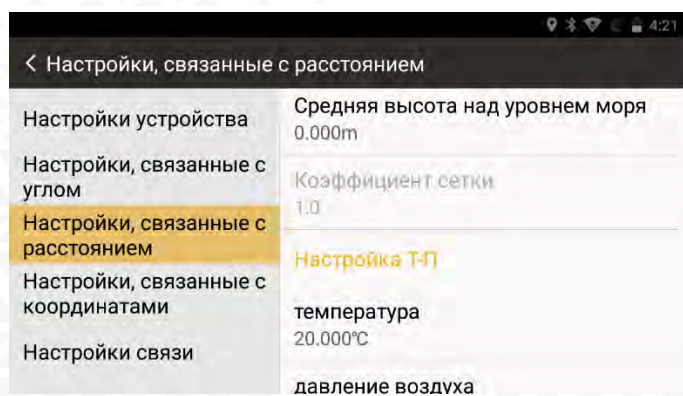 4:21
Настройки, связанные с расстоянием
Настройки устройства
Настройки, связанные с
углом
Настройки, связанные с
расстоянием
Настройки, связанные с
координатами
Настройки связи
Средняя высота над уровнем моря
0.000m
Коэффициент сетки
1.0
Настройка Т-П
температура
20.000°C
давление воздуха